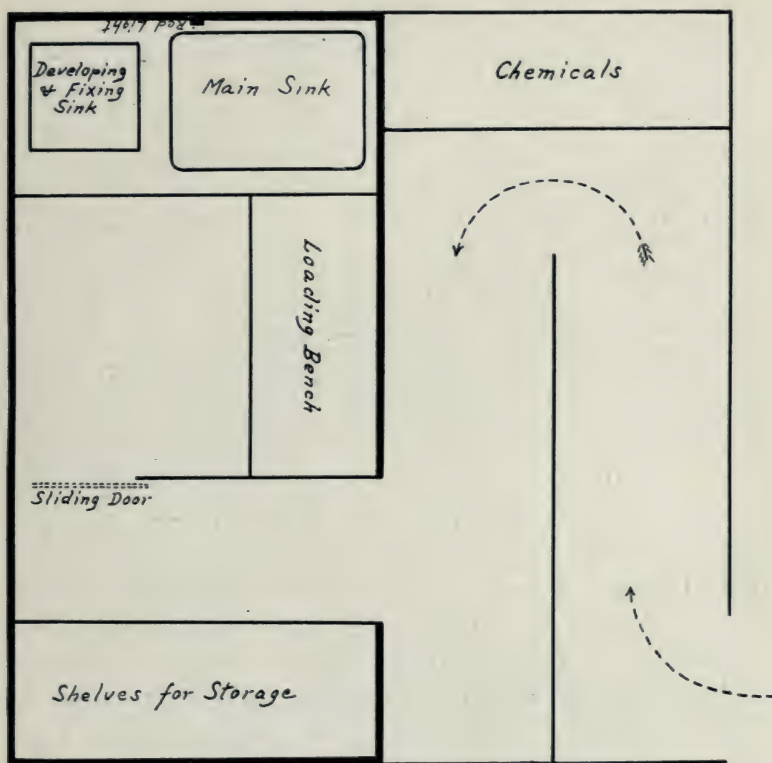 Red Light
Developing
& Fixing
Sink
Main Sink
Chemicals
Loading Bench
Sliding Door
Shelves for Storage